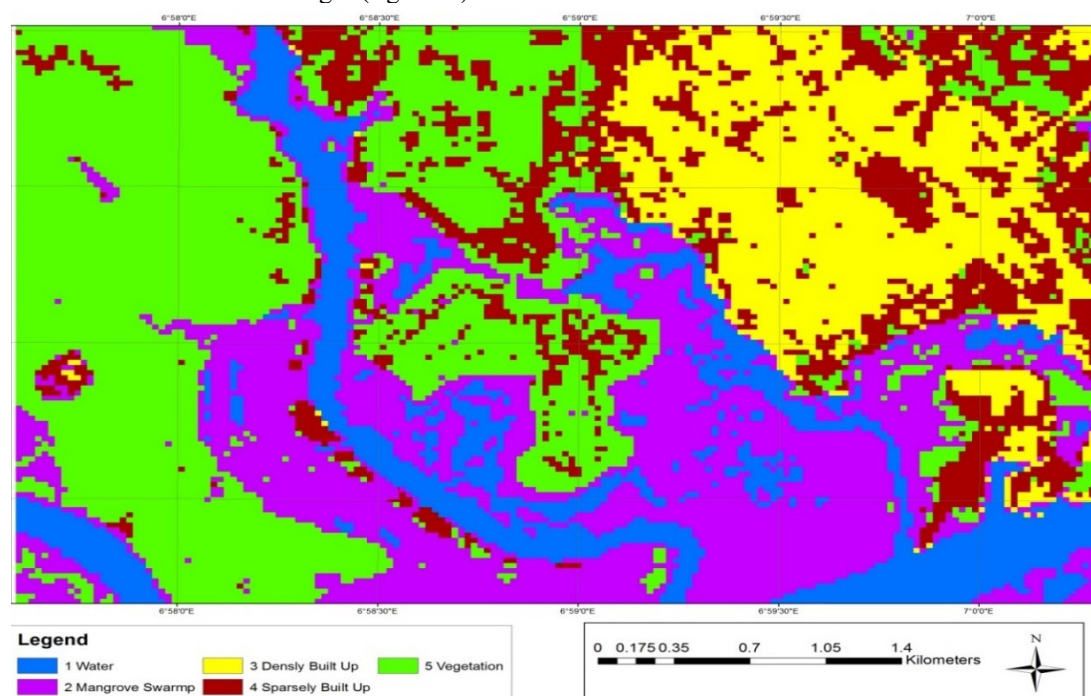 6°58'0"E 6°58'30"E 6°59'0"E 6°59'30"E 7°0'0"E
6°58'0"E 6°58'30"E 6°59'0"E 6°59'30"E 7°0'0"E
Legend
1 Water
3 Densly Built Up
5 Vegetation
2 Mangrove Swarmp
4 Sparsely Built Up
0 0.175 0.35 0.7 1.05 1.4
Kilometers
N